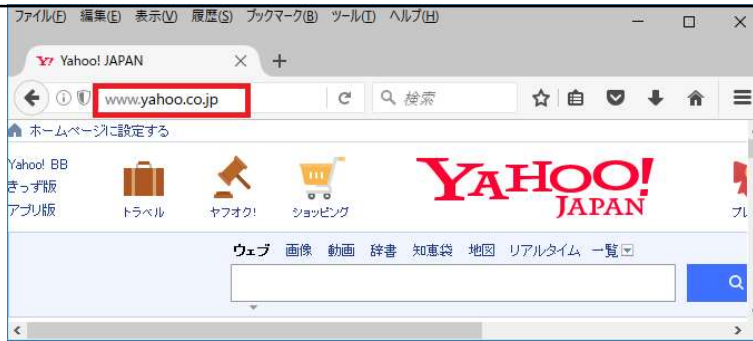 ファイル(F) 編集(E) 表示(V) 履歴(S) ブックマーク(B) ツール(T) ヘルプ(H)
Y! Yahoo! JAPAN
www.yahoo.co.jp
検索
ホームページに設定する
Yahoo! BB
きっず版
アプリ版
トラベル ヤフオク! ショッピング
YAHOO!
JAPAN
プレ
ウェブ 画像 動画 辞書 知恵袋 地図 リアルタイム 一覧